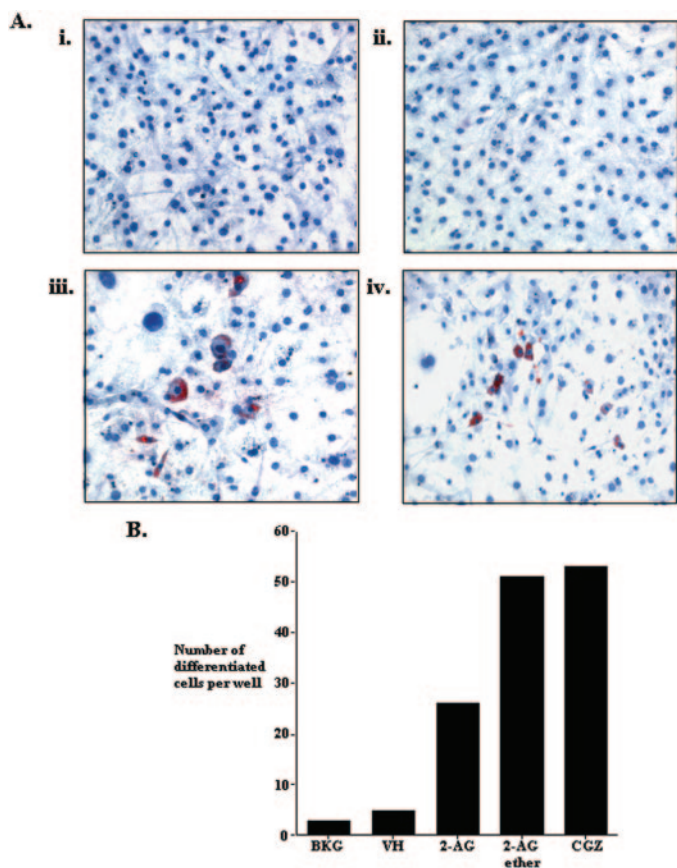 A.
i.
ii.
iii.
iv.
B.
60
50
40
30
20
10
0
Number of
differentiated
cells per well
BKG
VH
2-AG
2-AG
ether
CGZ